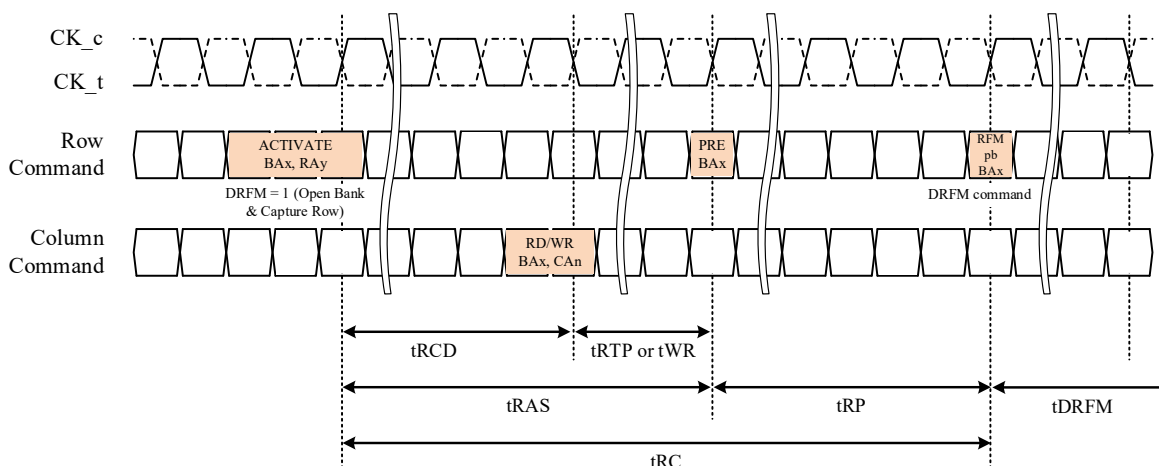 CK_c
CK_t
Row
Command
ACTIVATE
BAx, RAy
PRE
BAx
RFM
pb
BAx
DRFM = 1 (Open Bank
& Capture Row)
DRFM command
Column
Command
RD/WR
BAx, CAn
tRCD
tRTP or tWR
tRAS
tRP
tDRFM
tRC